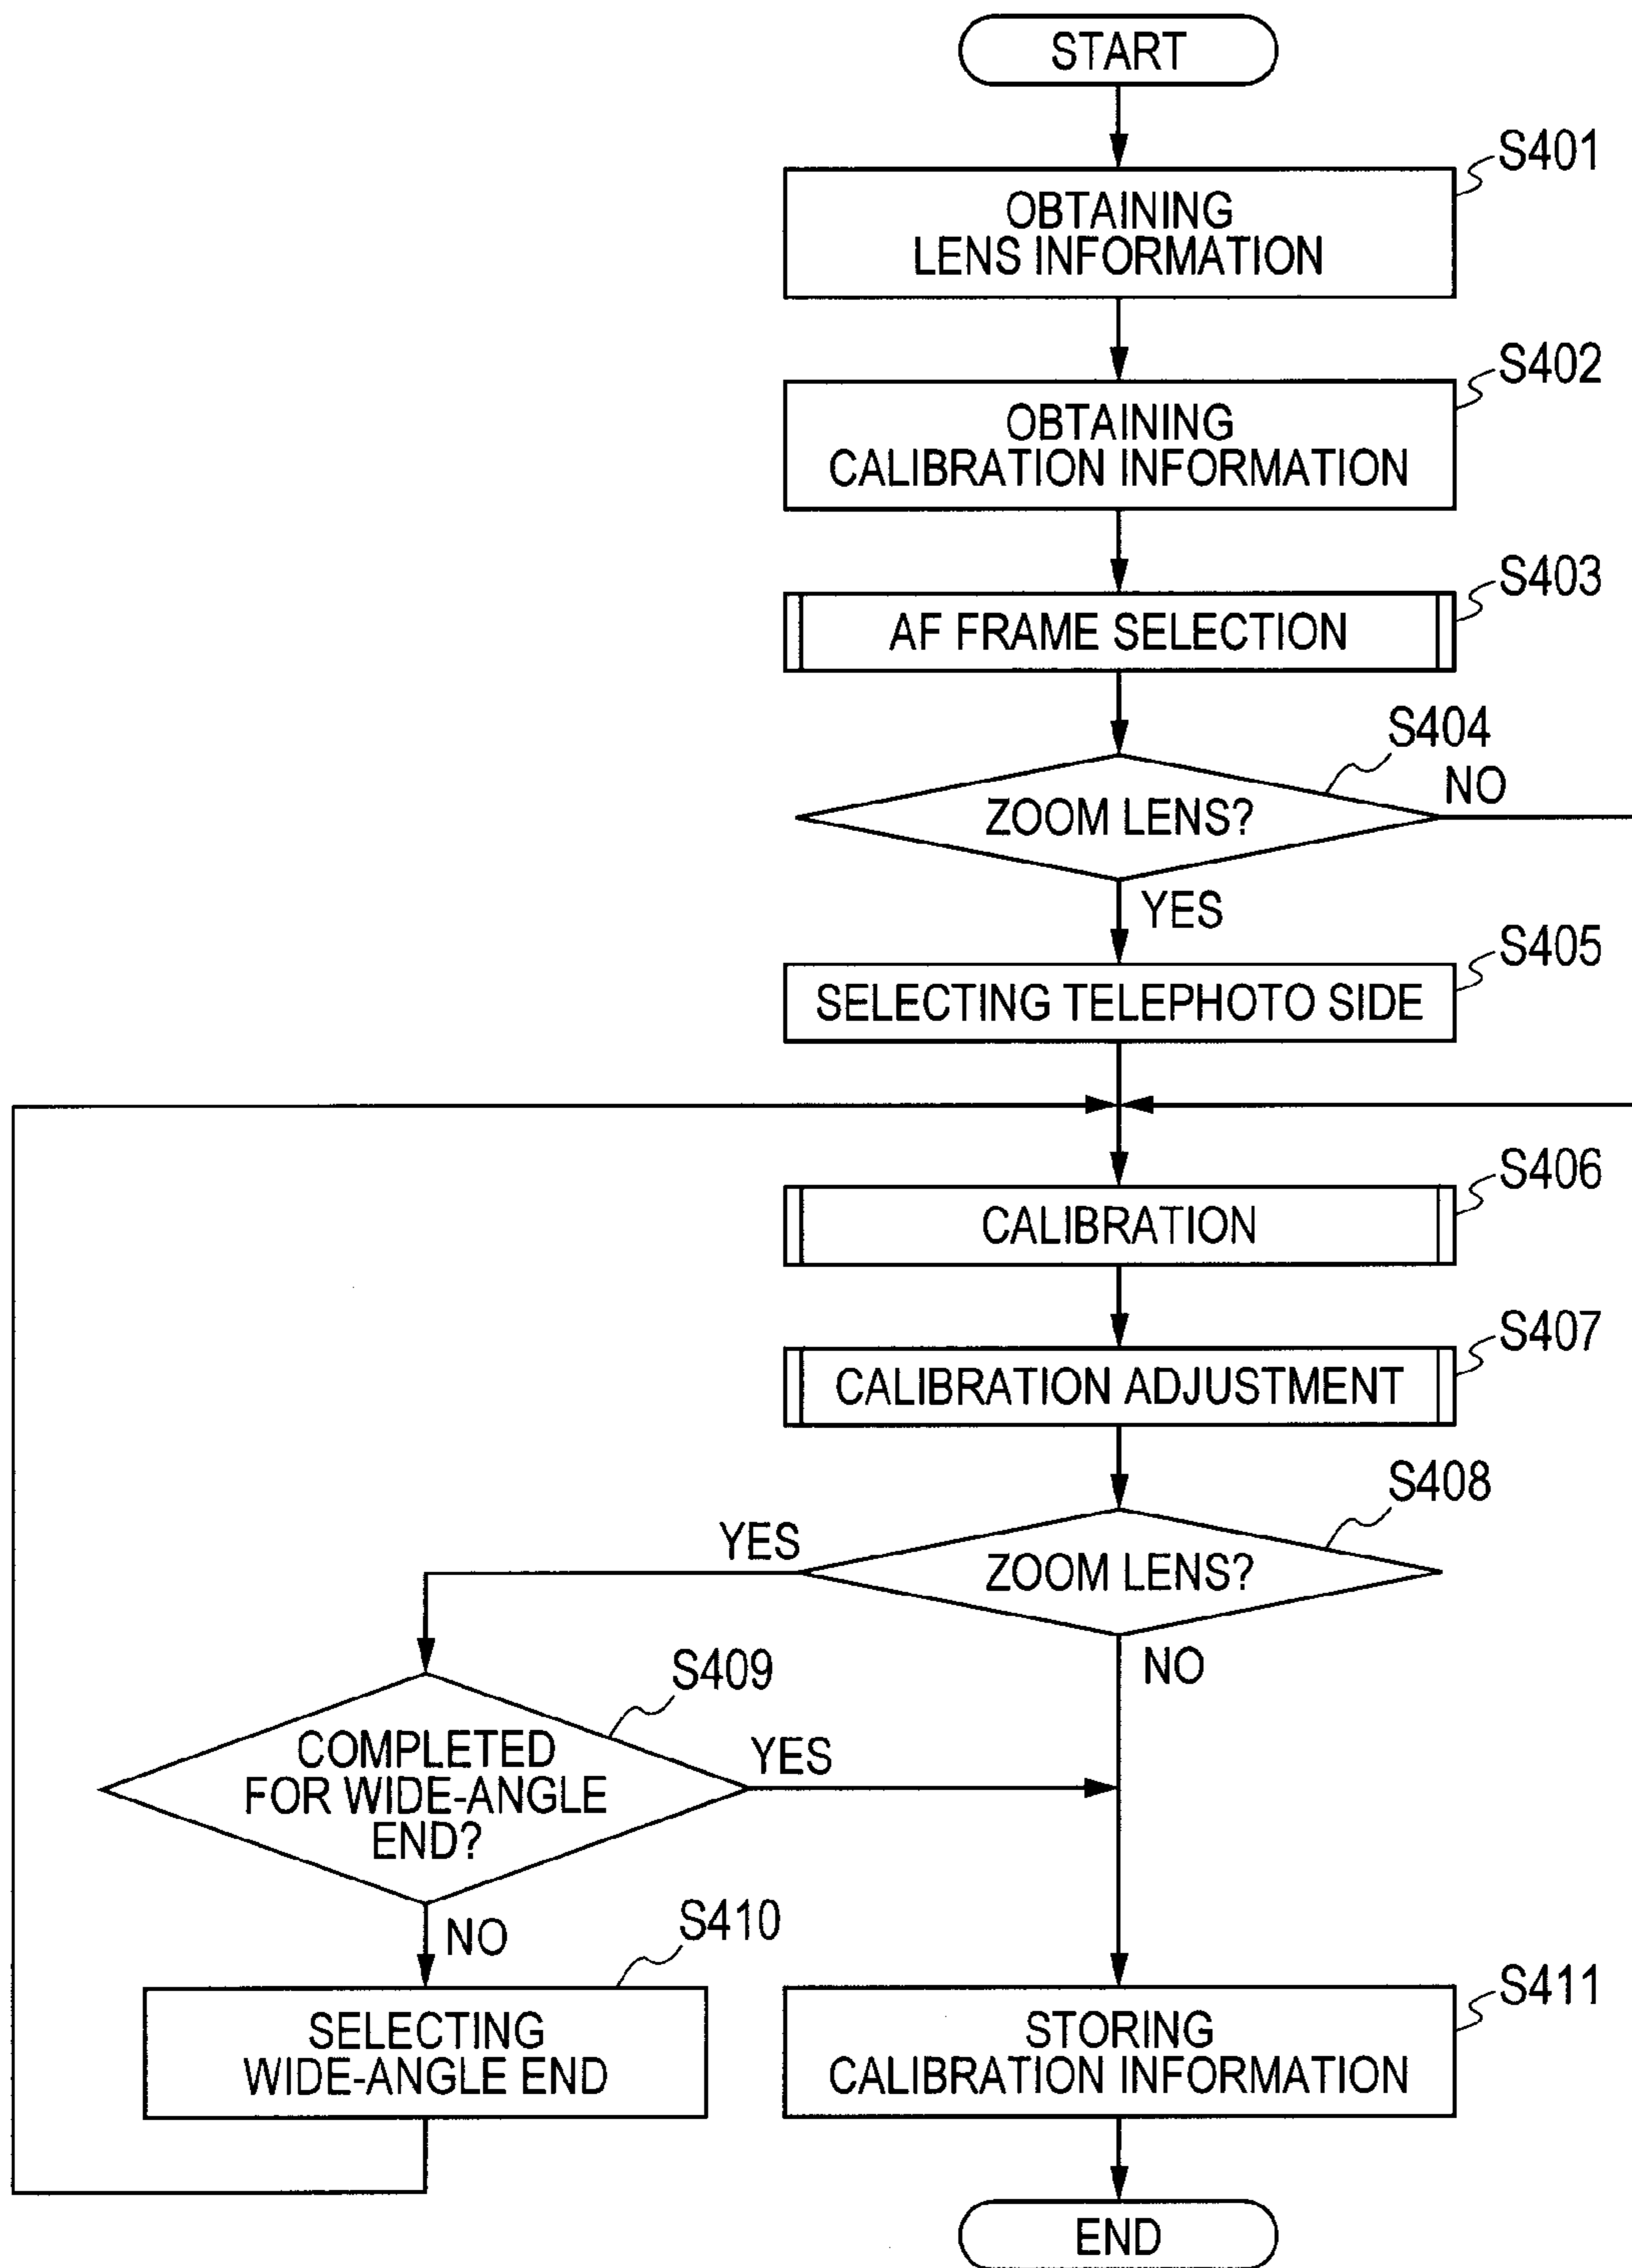 START
S401
OBTAINING
LENS INFORMATION
S402
OBTAINING
CALIBRATION INFORMATION
S403
AF FRAME SELECTION
S404
ZOOM LENS?
NO
YES
S405
SELECTING TELEPHOTO SIDE
S406
CALIBRATION
S407
CALIBRATION ADJUSTMENT
S408
ZOOM LENS?
YES
NO
S409
COMPLETED
FOR WIDE-ANGLE
END?
YES
NO
S410
SELECTING
WIDE-ANGLE END
S411
STORING
CALIBRATION INFORMATION
END